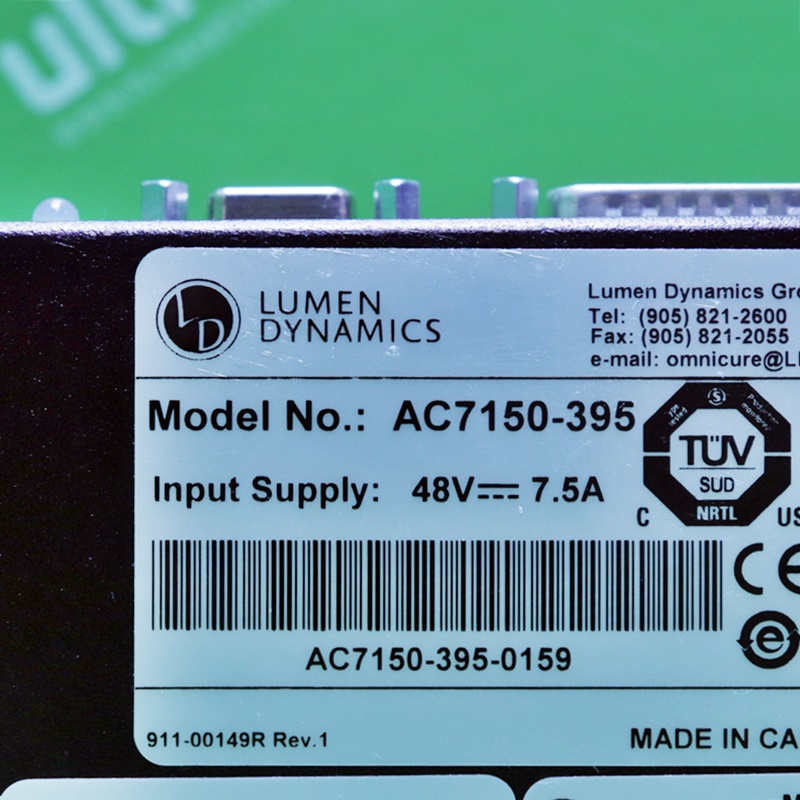 LD
LUMEN
DYNAMICS
Lumen Dynamics Gro
Tel: (905) 821-2600
Fax: (905) 821-2055
e-mail: omnicure@L
Model No.: AC7150-395
Input Supply: 48V 7.5A
TÜV
SUD
C NRTL US
CE
e
AC7150-395-0159
911-00149R Rev.1
MADE IN CA